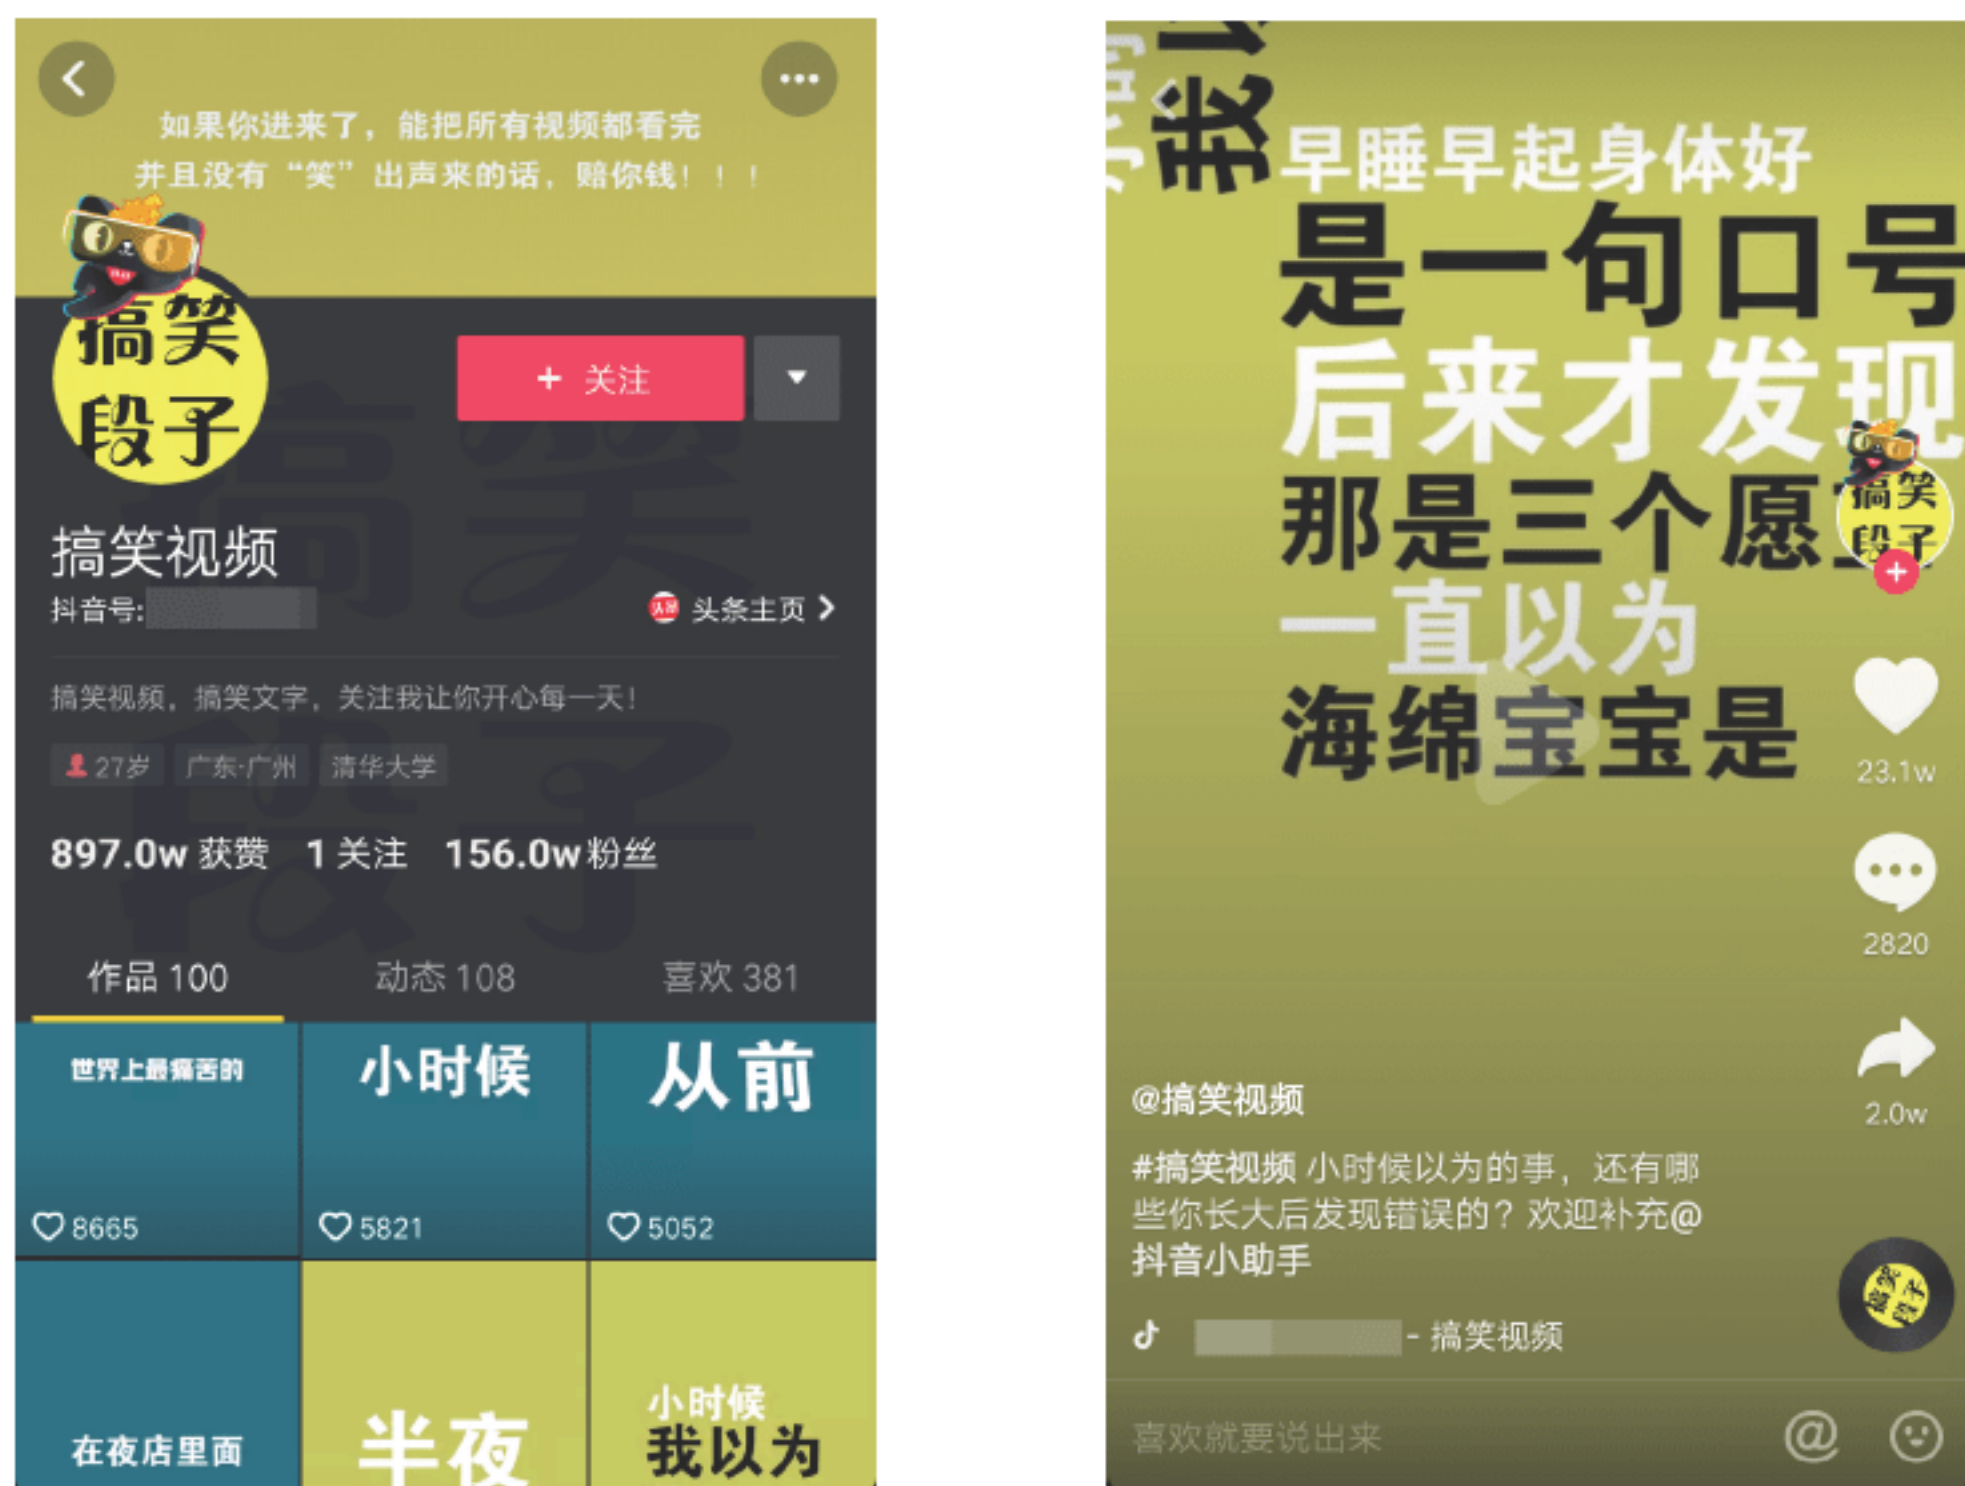 如果你进来了，能把所有视频都看完
并且没有“笑”出声来的话，赔你钱！！！
搞笑
段子
+ 关注
搞笑视频
抖音号:
头条 头条主页
搞笑视频，搞笑文字，关注我让你开心每一天！
27岁 广东·广州 清华大学
897.0w 获赞 1 关注 156.0w 粉丝
作品 100 动态 108 喜欢 381
世界上最痛苦的
8665
小时候
5821
从前
5052
在夜店里面
半夜
小时候
我以为
早睡早起身体好
是一句口号
后来才发现
那是三个愿
一直以为
海绵宝宝是
搞笑
段子
23.1w
2820
2.0w
@搞笑视频
#搞笑视频 小时候以为的事，还有哪
些你长大后发现错误的？欢迎补充@
抖音小助手
- 搞笑视频
搞笑
段子
喜欢就要说出来